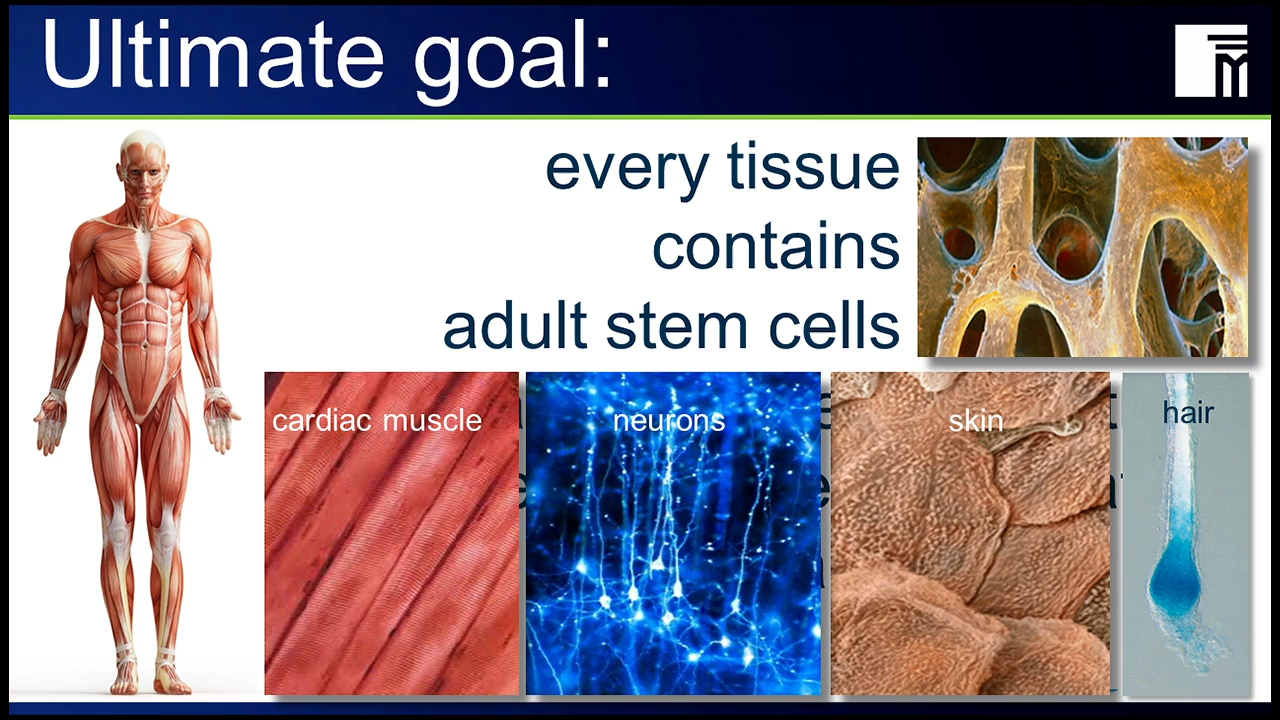 Ultimate goal:
every tissue
contains
adult stem cells
cardiac muscle
neurons
skin
hair